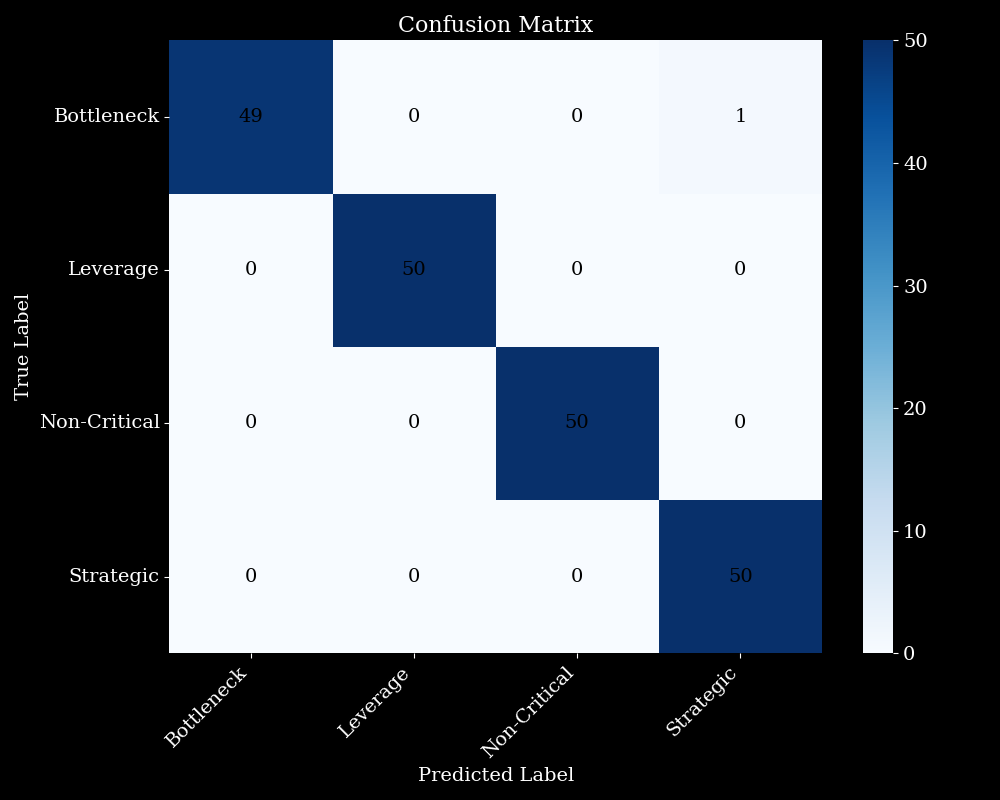 Confusion Matrix
Bottleneck 49 0 0 1
Leverage 0 50 0 0
Non-Critical 0 0 50 0
Strategic 0 0 0 50
True Label
Bottleneck Leverage Non-Critical Strategic
Predicted Label
50
40
30
20
10
0